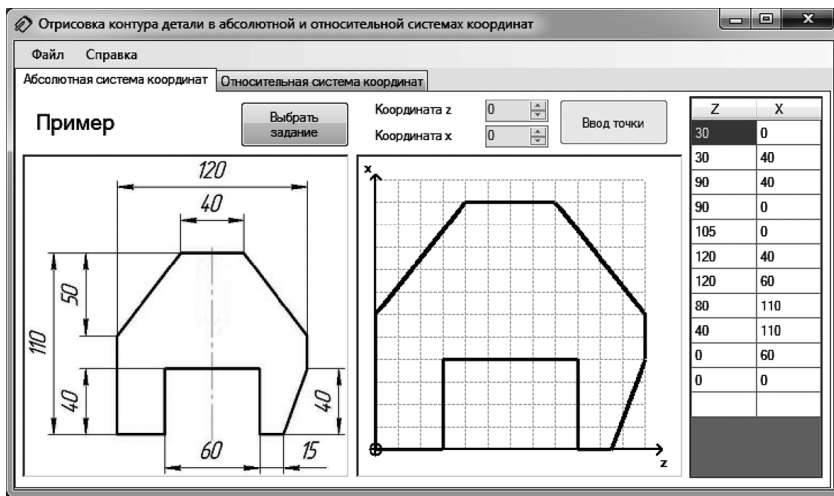 Отрисовка контура детали в абсолютной и относительной системах координат
Файл Справка
Абсолютная система координат Относительная система координат
Пример
Выбрать
задание
Координата z 0
Координата x 0
Ввод точки
120
40
50
110
40
40
60
15
x
z
Z X
30 0
30 40
90 40
90 0
105 0
120 40
120 60
80 110
40 110
0 60
0 0